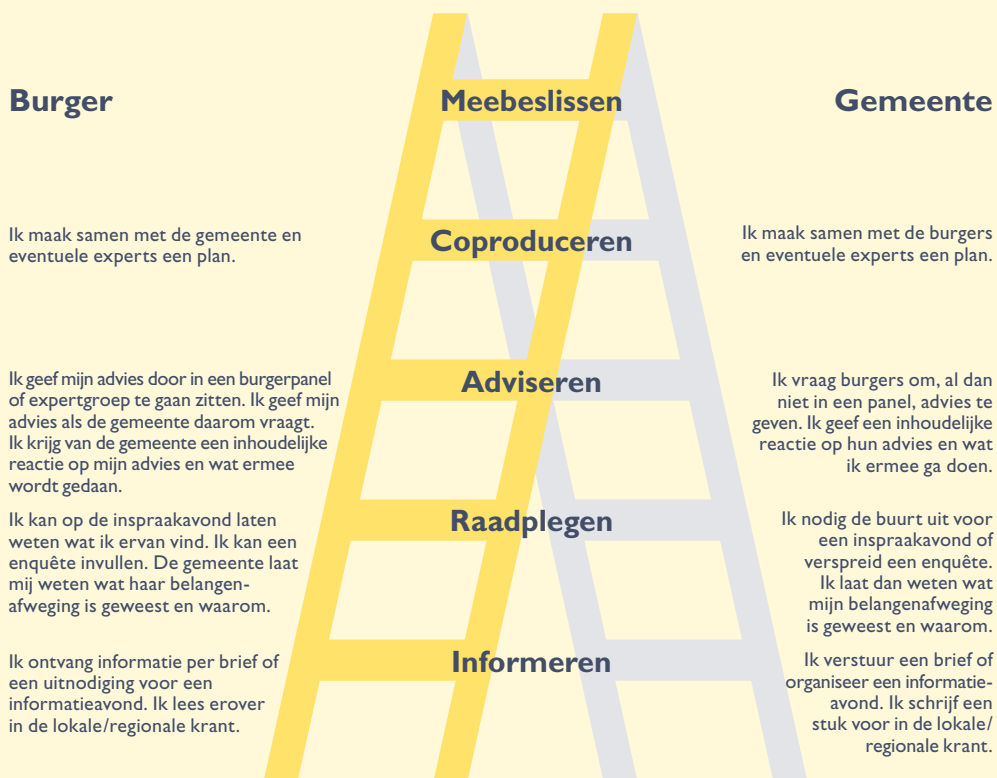 Burger
Meebeslissen
Gemeente
Ik maak samen met de gemeente en
eventuele experts een plan.
Coproduceren
Ik maak samen met de burgers
en eventuele experts een plan.
Ik geef mijn advies door in een burgerpanel
of expertgroep te gaan zitten. Ik geef mijn
advies als de gemeente daarom vraagt.
Ik krijg van de gemeente een inhoudelijke
reactie op mijn advies en wat ermee
wordt gedaan.
Adviseren
Ik vraag burgers om, al dan
niet in een panel, advies te
geven. Ik geef een inhoudelijke
reactie op hun advies en wat
ik ermee ga doen.
Ik kan op de inspraakavond laten
weten wat ik ervan vind. Ik kan een
enquête invullen. De gemeente laat
mij weten wat haar belangen-
afweging is geweest en waarom.
Raadplegen
Ik nodig de buurt uit voor
een inspraakavond of
verspreid een enquête.
Ik laat dan weten wat
mijn belangenafweging
is geweest en waarom.
Ik ontvang informatie per brief of
een uitnodiging voor een
informatieavond. Ik lees erover
in de lokale/regionale krant.
Informeren
Ik verstuur een brief of
organiseer een informatie-
avond. Ik schrijf een
stuk voor in de lokale/
regionale krant.